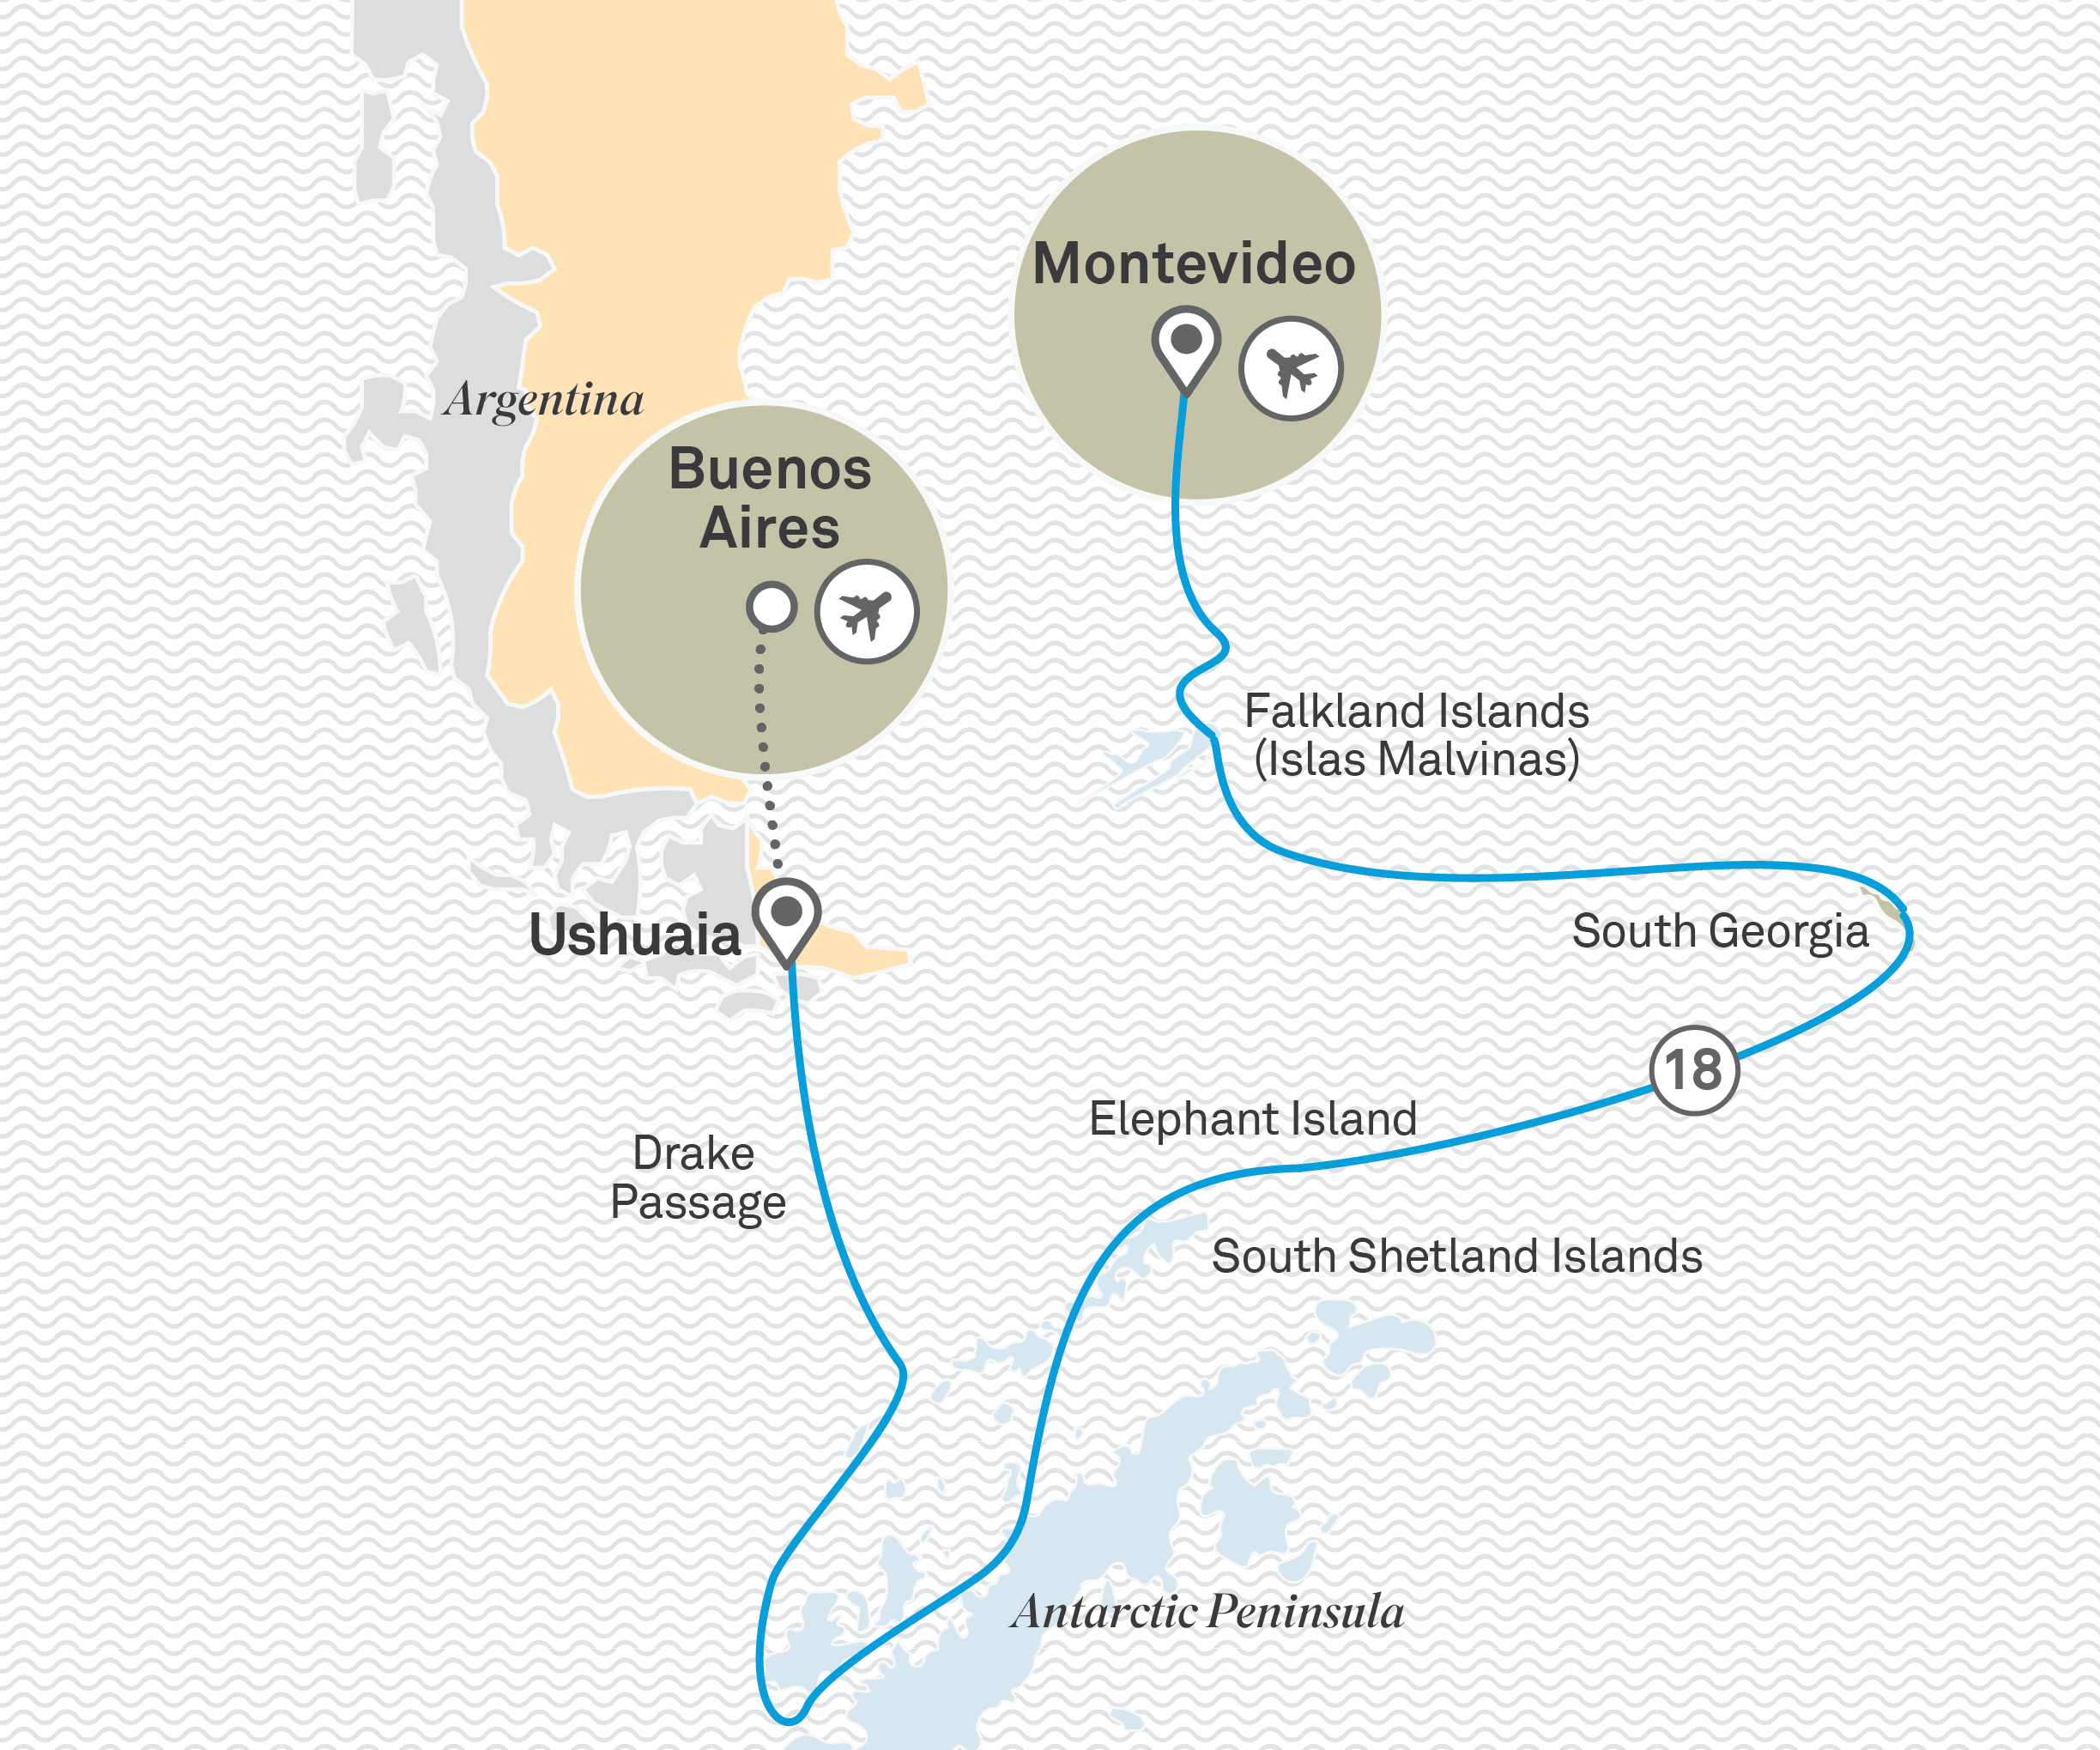 Montevideo
Argentina
Buenos
Aires
Falkland Islands
(Islas Malvinas)
Ushuaia
South Georgia
18
Elephant Island
Drake
Passage
South Shetland Islands
Antarctic Peninsula